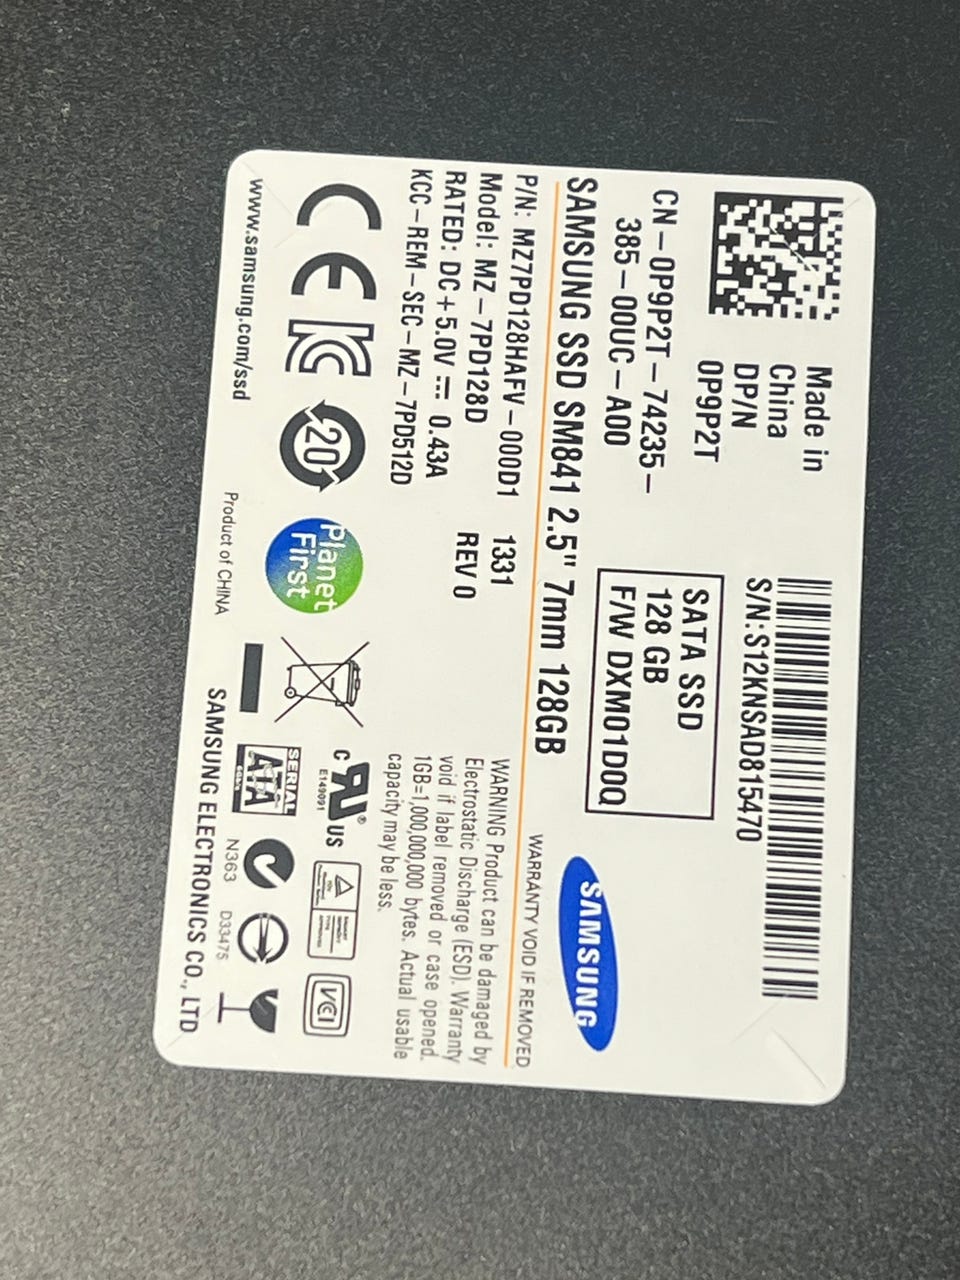 Made in
China
DP/N
0P9P2T
CN-0P9P2T-74235-
385-00UC-A00
S/N:S12KNSAD815470
SATA SSD
128 GB
F/W DXM01D0Q
SAMSUNG
SAMSUNG SSD SM841 2.5" 7mm 128GB
WARRANTY VOID IF REMOVED
P/N: MZ7PD128HAFV-000D1 1331
Model: MZ-7PD128D
REV 0
RATED: DC+5.0V ⎓ 0.43A
KCC-REM-SEC-MZ-7PD512D
WARNING Product can be damaged by
Electrostatic Discharge (ESD). Warranty
void if label removed or case opened.
1GB=1,000,000,000 bytes. Actual usable
capacity may be less.
CE
20
Planet
First
C US
E149091
VCI
SERIAL
ATA
6Gb/s
N363
D33475
www.samsung.com/ssd
Product of CHINA
SAMSUNG ELECTRONICS CO., LTD